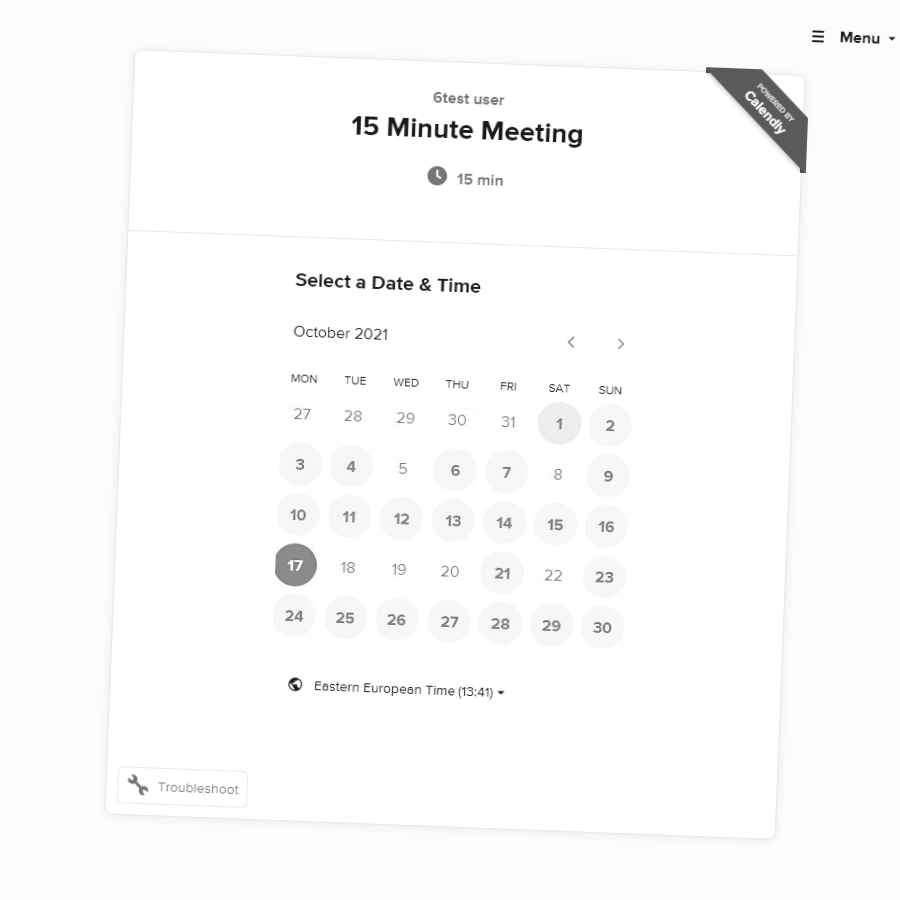 ☰ Menu
POWERED BY
Calendly
6test user
15 Minute Meeting
15 min
Select a Date & Time
October 2021
MON TUE WED THU FRI SAT SUN
27 28 29 30 31 1 2
3 4 5 6 7 8 9
10 11 12 13 14 15 16
17 18 19 20 21 22 23
24 25 26 27 28 29 30
Eastern European Time (13:41)
Troubleshoot